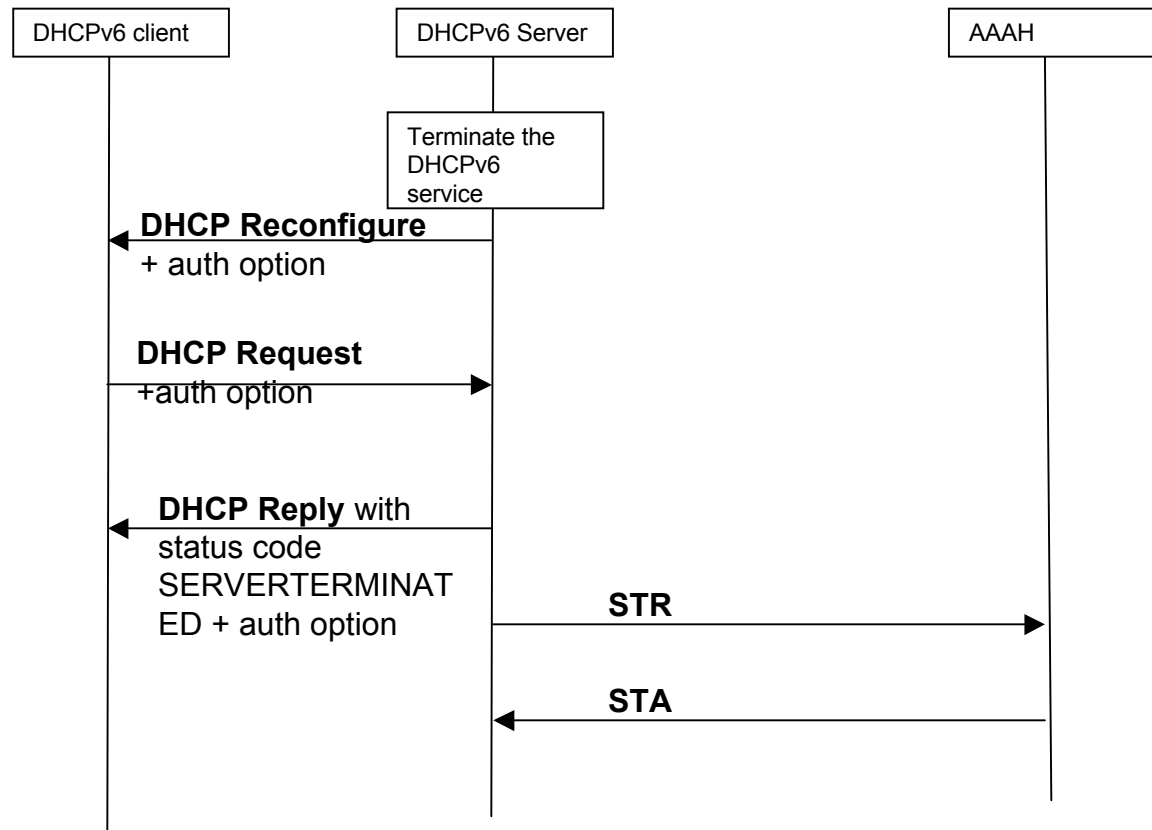 DHCPv6 client
DHCPv6 Server
AAAH
Terminate the
DHCPv6
service
DHCP Reconfigure
+ auth option
DHCP Request
+auth option
DHCP Reply with
status code
SERVERTERMINAT
ED + auth option
STR
STA